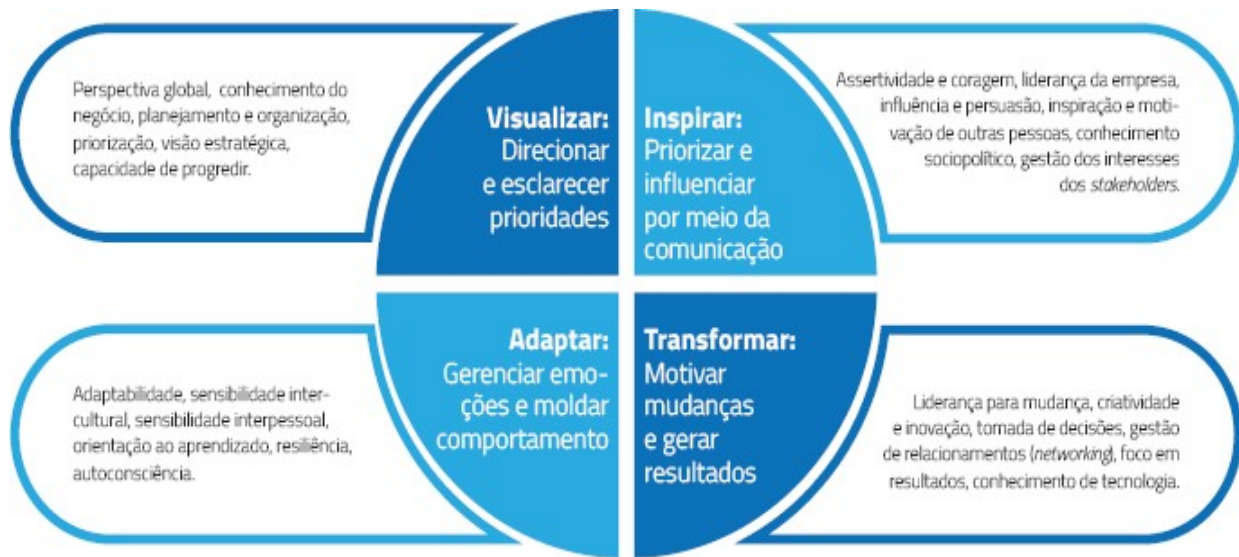 Perspectiva global, conhecimento do
negócio, planejamento e organização,
priorização, visão estratégica,
capacidade de progredir.
Visualizar:
Direcionar
e esclarecer
prioridades
Inspirar:
Priorizar e
influenciar
por meio da
comunicação
Assertividade e coragem, liderança da empresa,
influência e persuasão, inspiração e moti-
vação de outras pessoas, conhecimento
sociopolítico, gestão dos interesses
dos stakeholders.
Adaptabilidade, sensibilidade inter-
cultural, sensibilidade interpessoal,
orientação ao aprendizado, resiliência,
autoconsciência.
Adaptar:
Gerenciar emo-
ções e moldar
comportamento
Transformar:
Motivar
mudanças
e gerar
resultados
Liderança para mudança, criatividade
e inovação, tomada de decisões, gestão
de relacionamentos (networking), foco em
resultados, conhecimento de tecnologia.